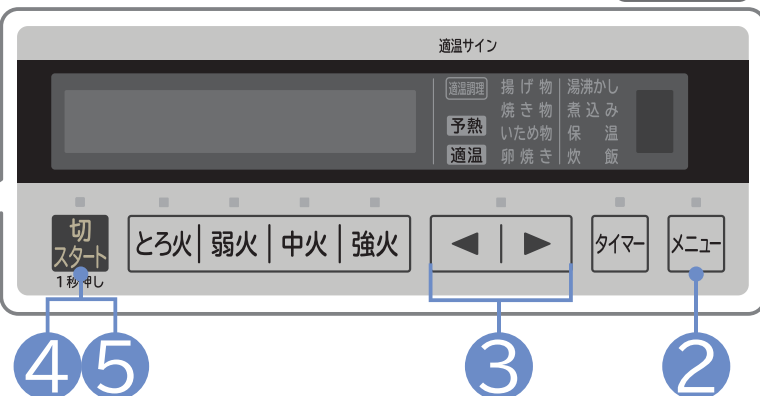 適温サイン
適温調理 揚げ物 湯沸かし
焼き物 煮込み
予熱 いため物 保温
適温 卵焼き 炊飯
切 スタート とろ火 弱火 中火 強火 ◀ ▶ タイマー メニュー
1秒押し
4 5 3 2